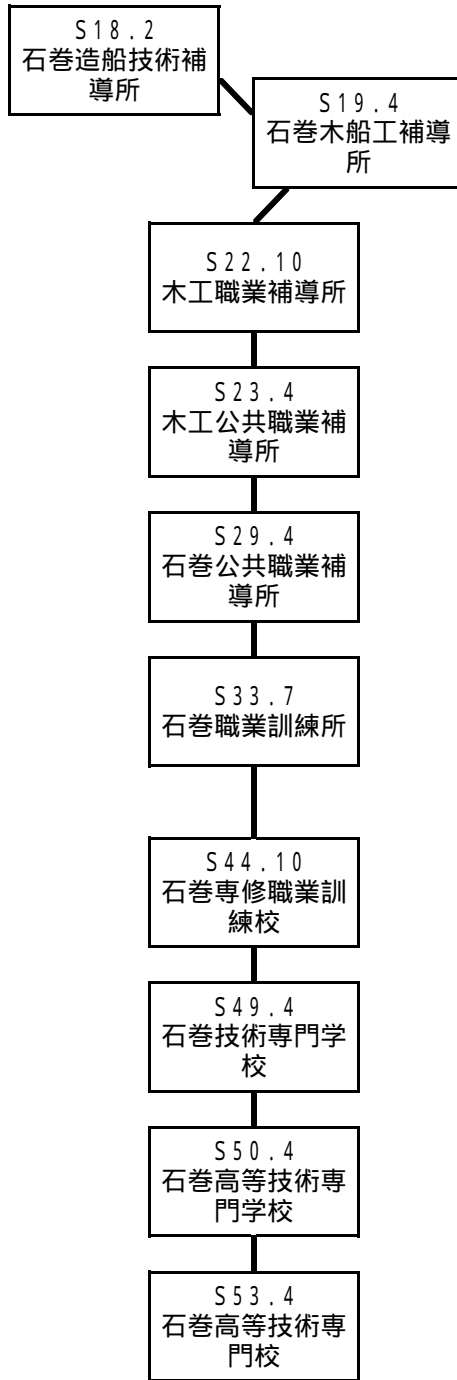 S18.2
石巻造船技術補
導所
S19.4
石巻木船工補導
所
S22.10
木工職業補導所
S23.4
木工公共職業補
導所
S29.4
石巻公共職業補
導所
S33.7
石巻職業訓練所
S44.10
石巻専修職業訓
練校
S49.4
石巻技術専門学
校
S50.4
石巻高等技術専
門学校
S53.4
石巻高等技術専
門校